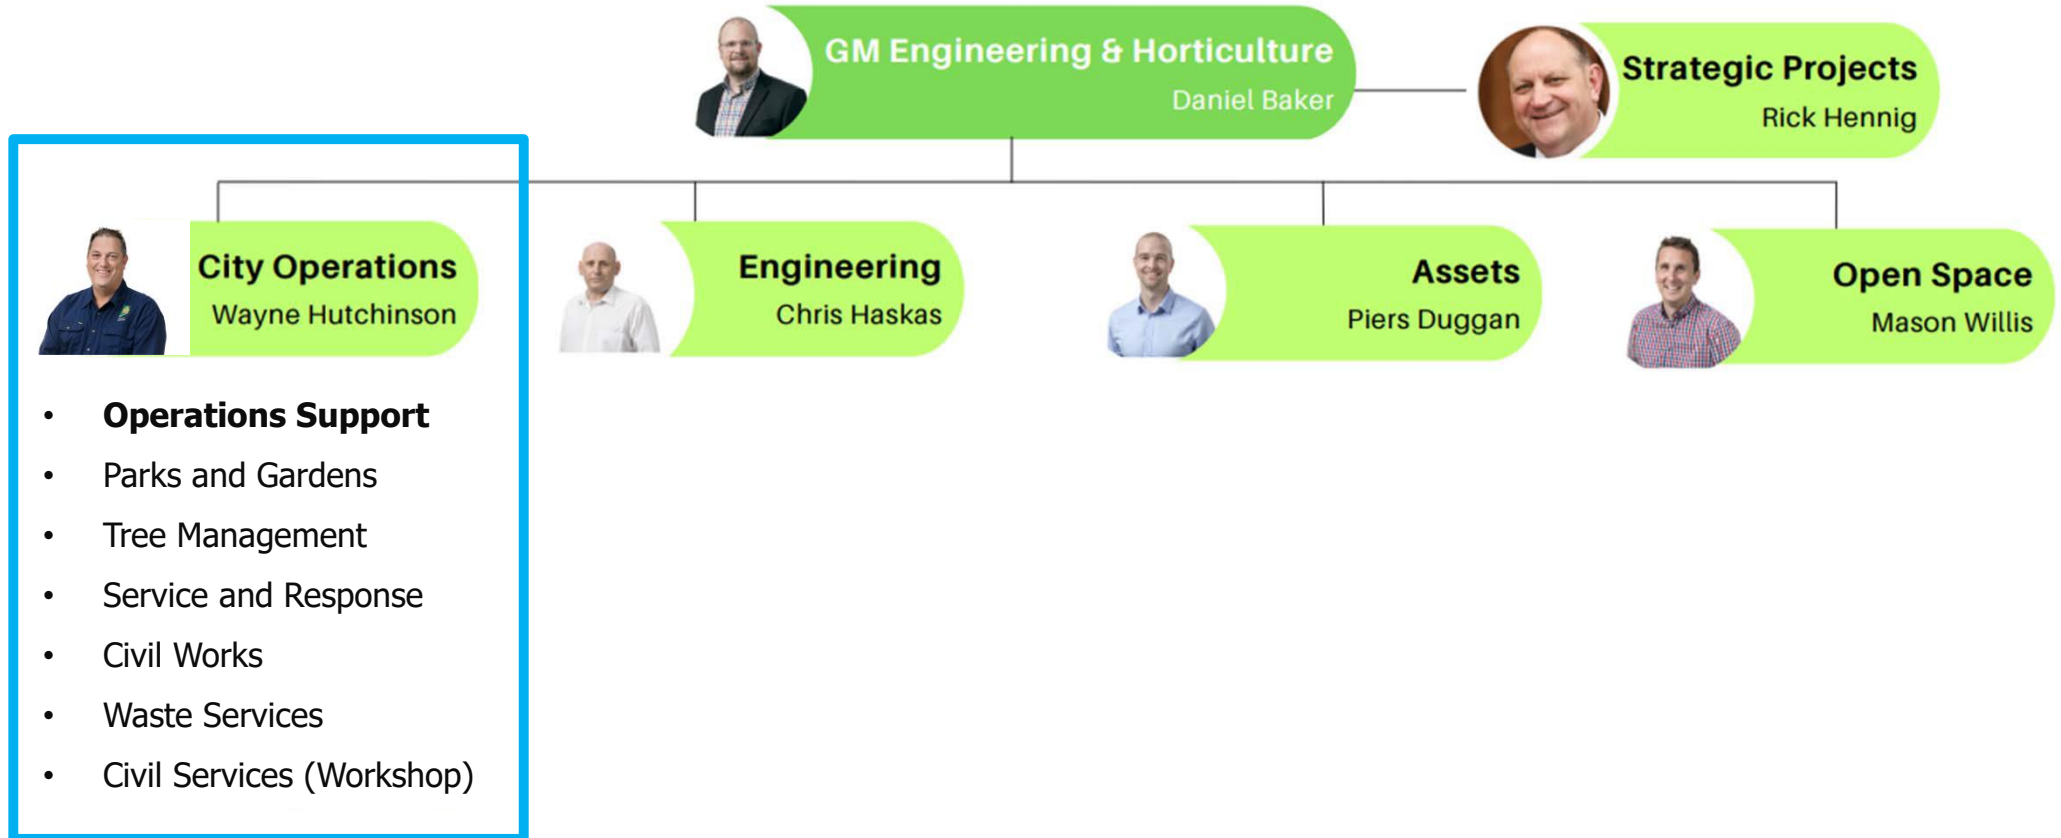 GM Engineering & Horticulture
Daniel Baker
Strategic Projects
Rick Hennig
City Operations
Wayne Hutchinson
Engineering
Chris Haskas
Assets
Piers Duggan
Open Space
Mason Willis
• Operations Support
• Parks and Gardens
• Tree Management
• Service and Response
• Civil Works
• Waste Services
• Civil Services (Workshop)